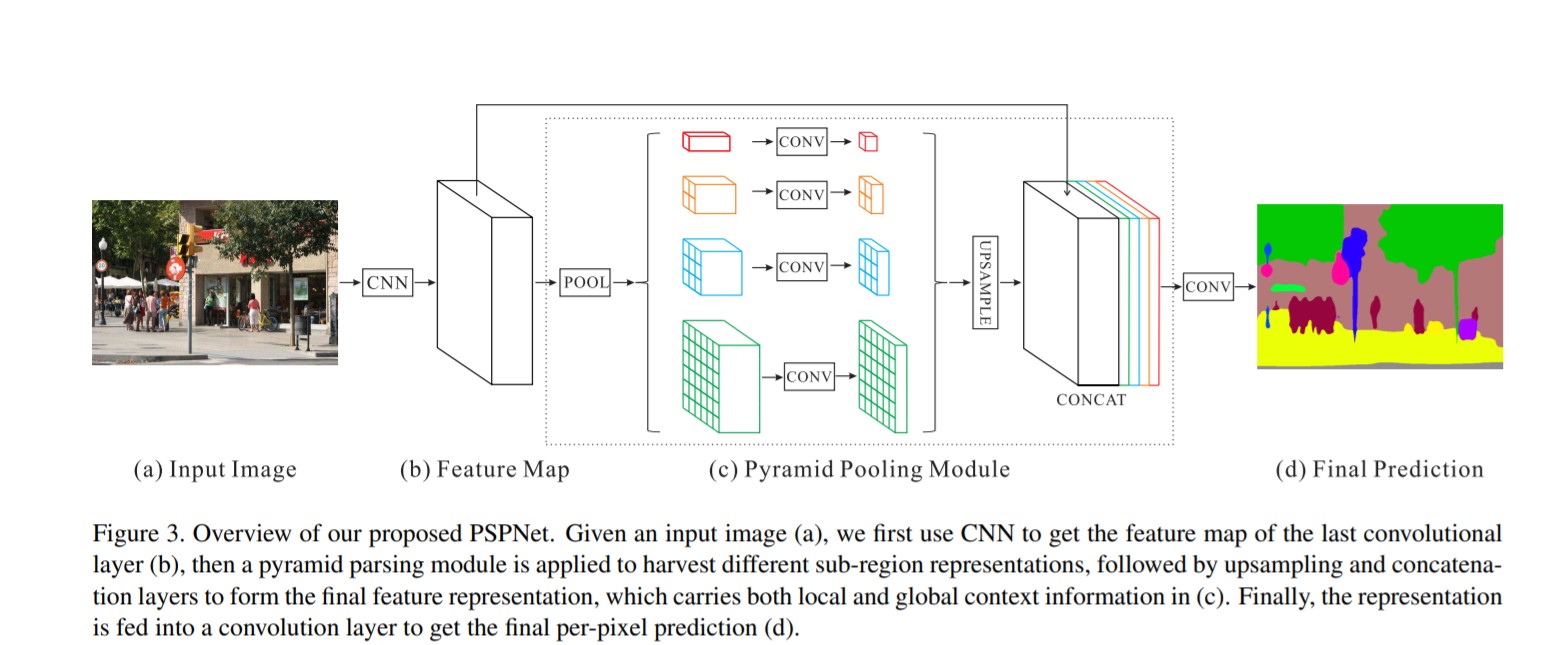 CNN
POOL
CONV
CONV
CONV
CONV
UPSAMPLE
CONCAT
CONV
(a) Input Image
(b) Feature Map
(c) Pyramid Pooling Module
(d) Final Prediction
Figure 3. Overview of our proposed PSPNet. Given an input image (a), we first use CNN to get the feature map of the last convolutional
layer (b), then a pyramid parsing module is applied to harvest different sub-region representations, followed by upsampling and concatena-
tion layers to form the final feature representation, which carries both local and global context information in (c). Finally, the representation
is fed into a convolution layer to get the final per-pixel prediction (d).